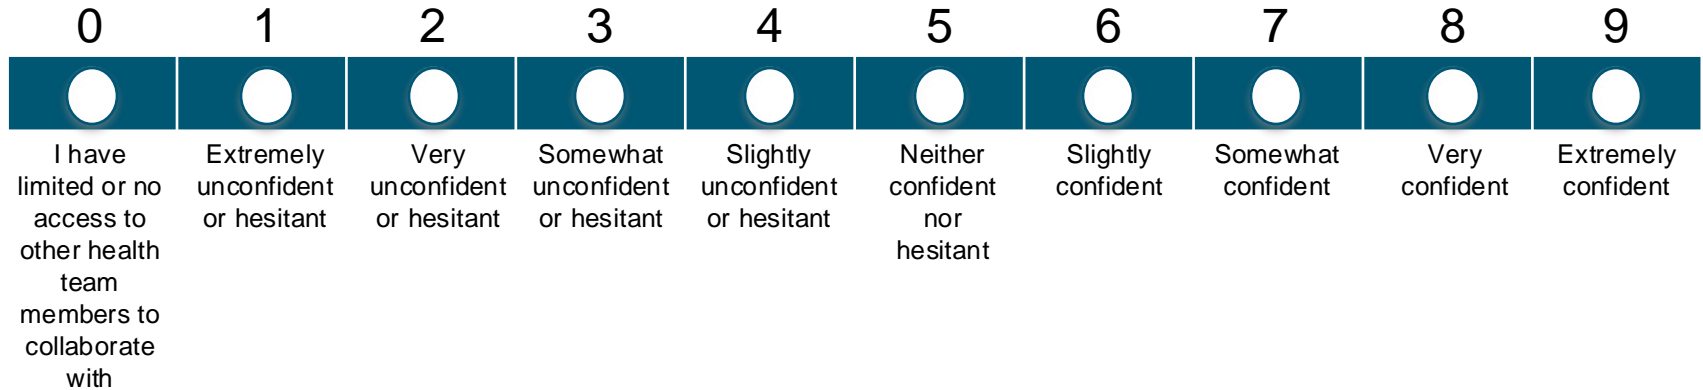 0 1 2 3 4 5 6 7 8 9
I have
limited or no
access to
other health
team
members to
collaborate
with
Extremely
unconfident
or hesitant
Very
unconfident
or hesitant
Somewhat
unconfident
or hesitant
Slightly
unconfident
or hesitant
Neither
confident
nor
hesitant
Slightly
confident
Somewhat
confident
Very
confident
Extremely
confident